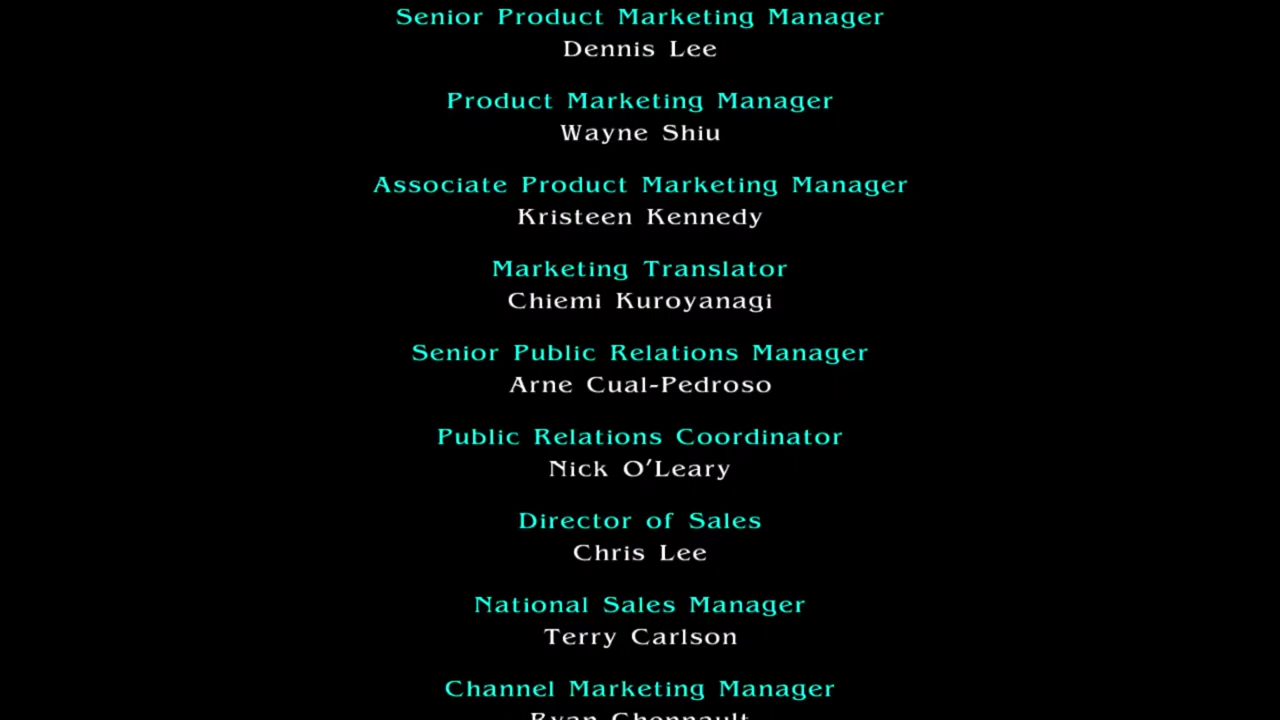 Senior Product Marketing Manager
Dennis Lee
Product Marketing Manager
Wayne Shiu
Associate Product Marketing Manager
Kristeen Kennedy
Marketing Translator
Chiemi Kuroyanagi
Senior Public Relations Manager
Arne Cual-Pedroso
Public Relations Coordinator
Nick O'Leary
Director of Sales
Chris Lee
National Sales Manager
Terry Carlson
Channel Marketing Manager
Ryan Chennault